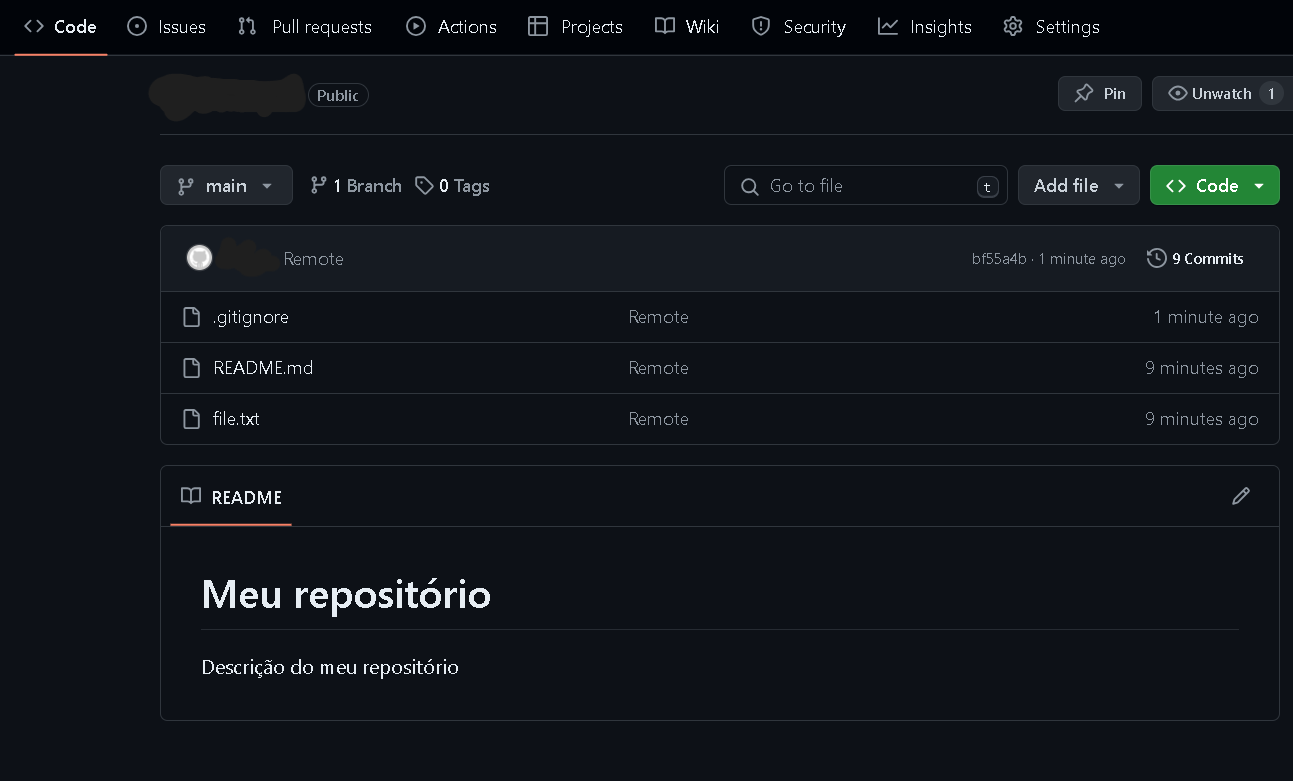 Code Issues Pull requests Actions Projects Wiki Security Insights Settings
Public Pin Unwatch 1
main 1 Branch 0 Tags Go to file t Add file Code
Remote bf55a4b · 1 minute ago 9 Commits
.gitignore Remote 1 minute ago
README.md Remote 9 minutes ago
file.txt Remote 9 minutes ago
README
Meu repositório
Descrição do meu repositório